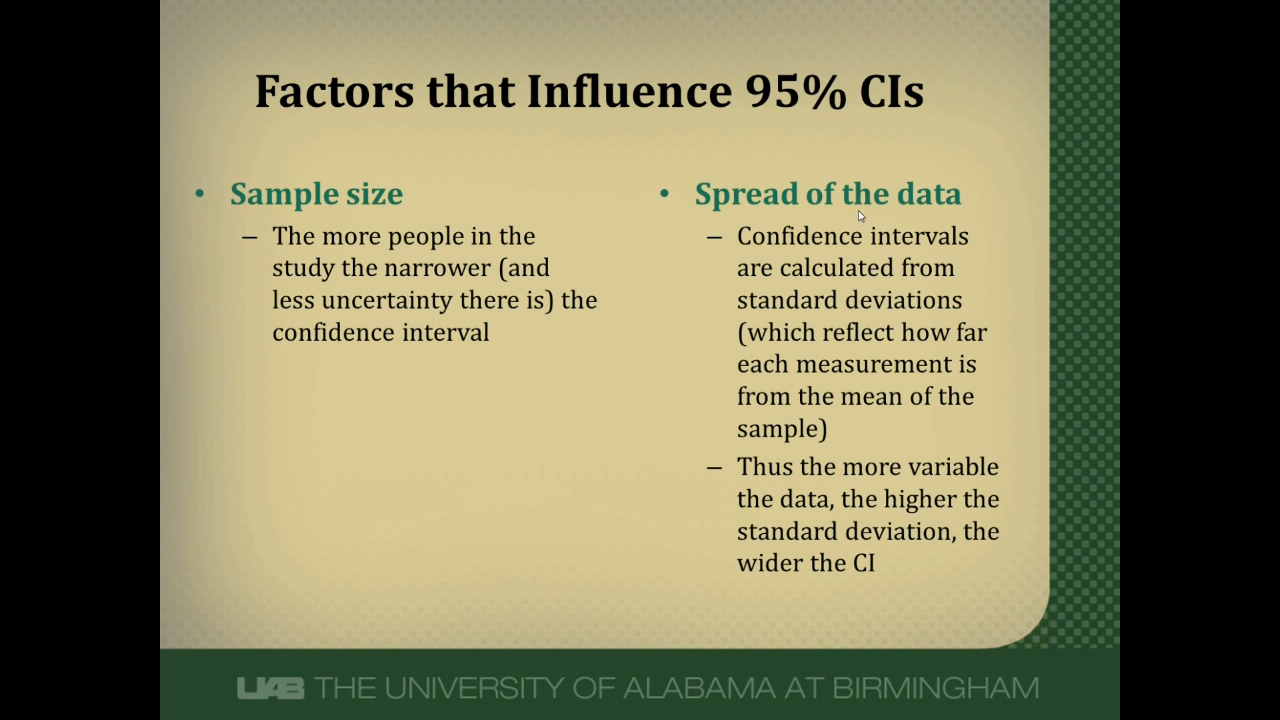 Factors that Influence 95% CIs
• Sample size
– The more people in the
study the narrower (and
less uncertainty there is) the
confidence interval
• Spread of the data
– Confidence intervals
are calculated from
standard deviations
(which reflect how far
each measurement is
from the mean of the
sample)
– Thus the more variable
the data, the higher the
standard deviation, the
wider the CI
UAB THE UNIVERSITY OF ALABAMA AT BIRMINGHAM